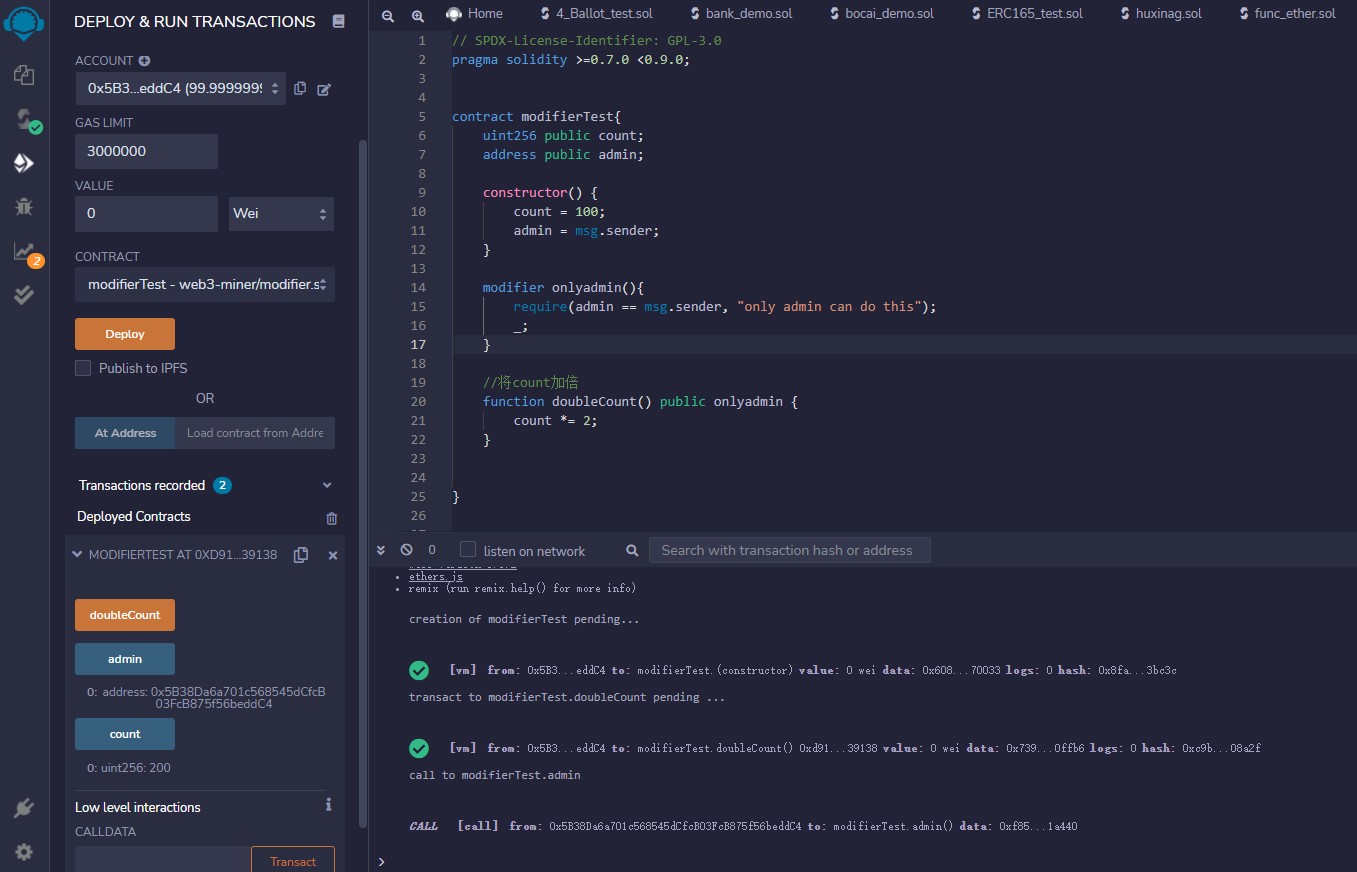 DEPLOY & RUN TRANSACTIONS
ACCOUNT
0x5B3...eddC4 (99.9999999
GAS LIMIT
3000000
VALUE
0
Wei
CONTRACT
modifierTest - web3-miner/modifier.s
Deploy
Publish to IPFS
OR
At Address
Load contract from Addre
Transactions recorded 2
Deployed Contracts
MODIFIERTEST AT 0XD91...39138
doubleCount
admin
0: address: 0x5B38Da6a701c568545dCfcB
03FcB875f56beddC4
count
0: uint256: 200
Low level interactions
CALLDATA
Transact
2
Home
4_Ballot_test.sol
bank_demo.sol
bocai_demo.sol
ERC165_test.sol
huxinag.sol
func_ether.sol
1 // SPDX-License-Identifier: GPL-3.0
2 pragma solidity >=0.7.0 <0.9.0;
3
4
5 contract modifierTest{
6 uint256 public count;
7 address public admin;
8
9 constructor() {
10 count = 100;
11 admin = msg.sender;
12 }
13
14 modifier onlyadmin(){
15 require(admin == msg.sender, "only admin can do this");
16 _;
17 }
18
19 //将count加倍
20 function doubleCount() public onlyadmin {
21 count *= 2;
22 }
23
24
25 }
26
0
listen on network
Search with transaction hash or address
ethers.js
remix (run remix.help() for more info)
creation of modifierTest pending...
[vm] from: 0x5B3...eddC4 to: modifierTest.(constructor) value: 0 wei data: 0x608...70033 logs: 0 hash: 0x8fa...3bc3c
transact to modifierTest.doubleCount pending ...
[vm] from: 0x5B3...eddC4 to: modifierTest.doubleCount() 0xd91...39138 value: 0 wei data: 0x739...0ffb6 logs: 0 hash: 0xc9b...08a2f
call to modifierTest.admin
CALL [call] from: 0x5B38Da6a701c568545dCfcB03FcB875f56beddC4 to: modifierTest.admin() data: 0xf85...1a440
>